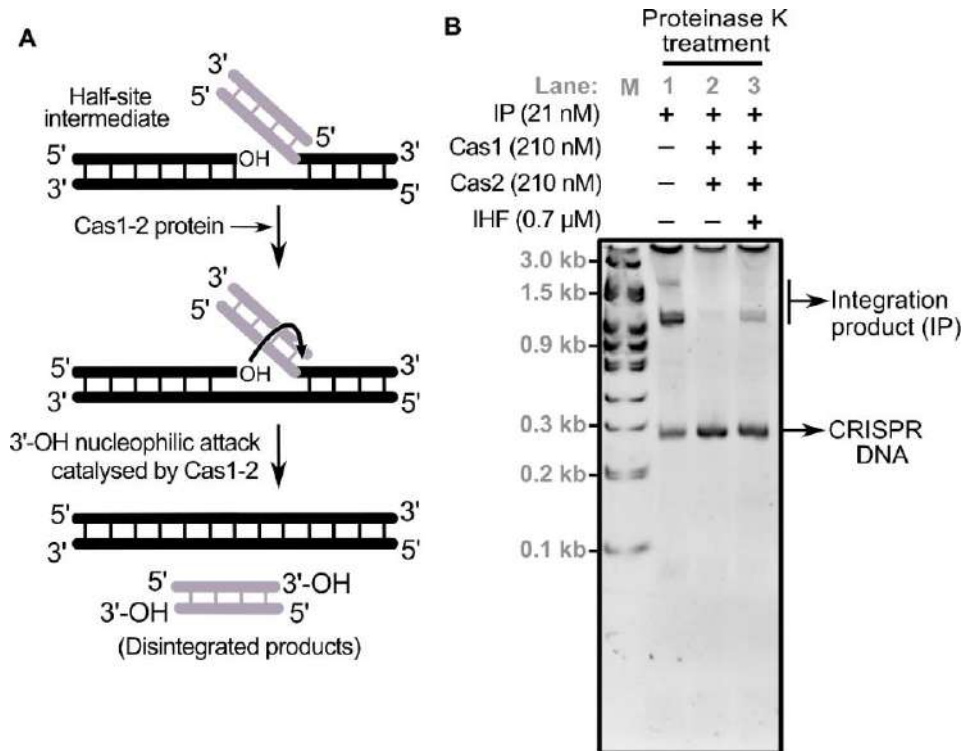 A
3'
5'
Half-site
intermediate
5'
5'
OH
3'
3'
5'
Cas1-2 protein
3'
5'
5'
OH
3'
3'
5'
3'-OH nucleophilic attack
catalysed by Cas1-2
5'
3'
3'
5'
5'
3'-OH
3'-OH
5'
(Disintegrated products)
B
Proteinase K
treatment
Lane: M 1 2 3
IP (21 nM) + + +
Cas1 (210 nM) – + +
Cas2 (210 nM) – + +
IHF (0.7 µM) – – +
3.0 kb
1.5 kb
Integration
product (IP)
0.9 kb
0.3 kb
CRISPR
DNA
0.2 kb
0.1 kb